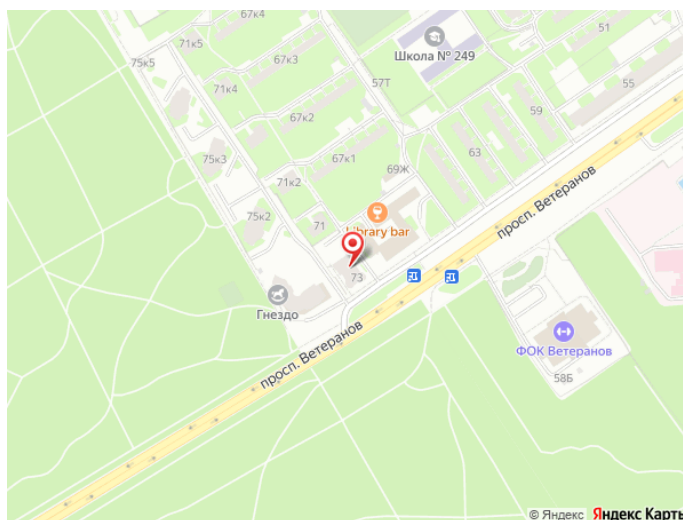 67к4
71к5
75к5
67к3
Школа № 249
55
71к4
57Т
59
67к2
63
75к3
67к1
69Ж
71к2
75к2
71
Library bar
просп. Ветеранов
73
Гнездо
просп. Ветеранов
ФОК Ветеранов
58Б
© Яндекс Яндекс Карты